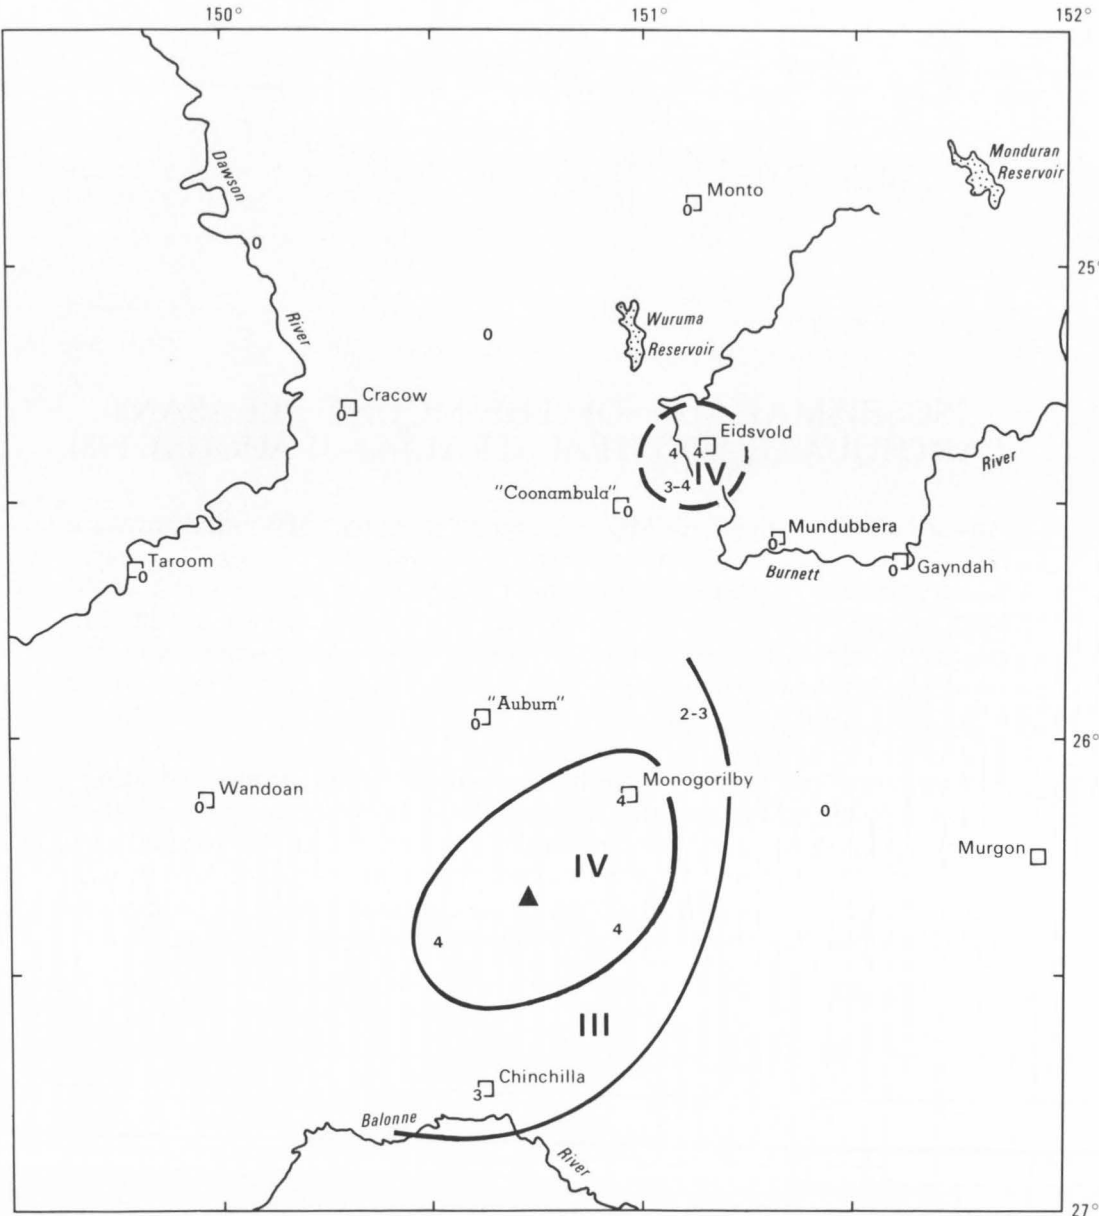 150°
151°
152°
Dawson
River
Monduran
Reservoir
Monto
0
0
25°
0
Wuruma
Reservoir
Cracow
0
Eidsvold
4 4
IV
3-4
River
"Coonambula"
0
Mundubbera
0
Taroom
0
Burnett
Gayndah
0
2-3
"Auburn"
0
26°
Monogorilby
4
Wandoan
0
0
Murgon
IV
4
4
III
Chinchilla
3
Balonne
River
27°